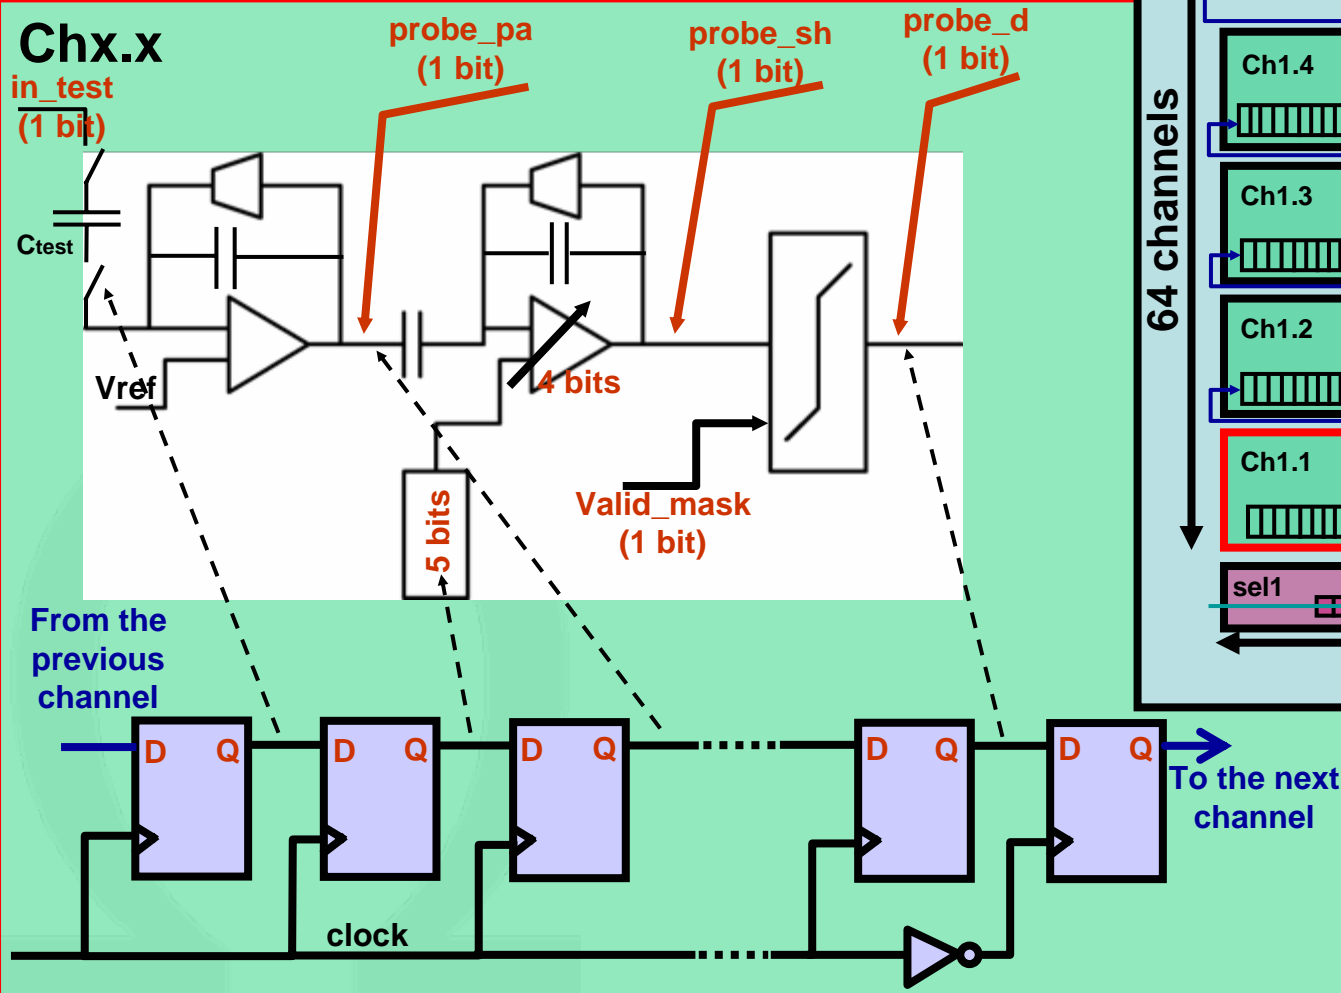 Chx.x
in_test
(1 bit)
probe_pa
(1 bit)
probe_sh
(1 bit)
probe_d
(1 bit)
Ctest
Vref
4 bits
5 bits
Valid_mask
(1 bit)
From the
previous
channel
D Q
D Q
D Q
D Q
D Q
To the next
channel
clock
64 channels
Ch1.4
Ch1.3
Ch1.2
Ch1.1
sel1